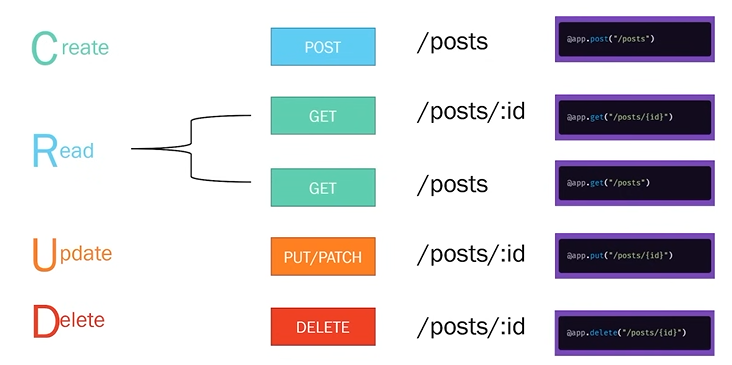 Create POST /posts @app.post("/posts")
GET /posts/:id @app.get("/posts/{id}")
Read
GET /posts @app.get("/posts")
Update PUT/PATCH /posts/:id @app.put("/posts/{id}")
Delete DELETE /posts/:id @app.delete("/posts/{id}")